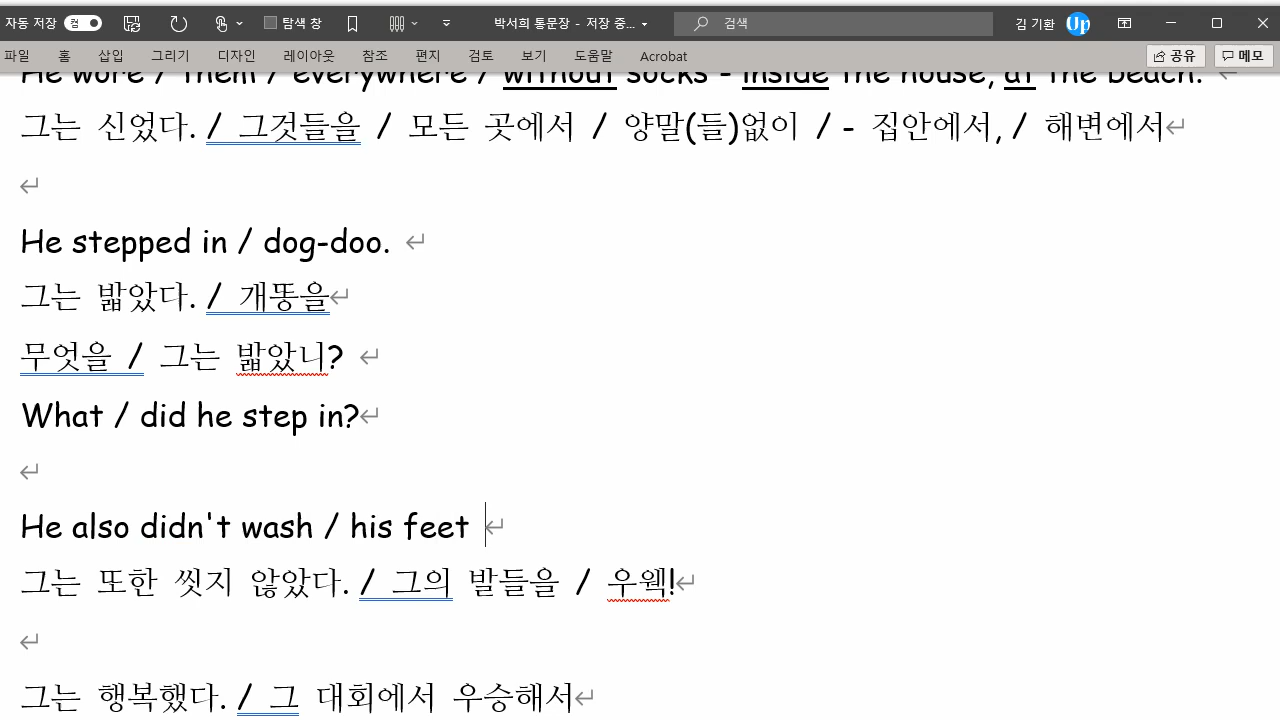 자동 저장 컴 탐색 창 박서희 통문장 - 저장 중... 검색 김 기환 Up
파일 홈 삽입 그리기 디자인 레이아웃 참조 편지 검토 보기 도움말 Acrobat 공유 메모
He wore / them / everywhere / without socks - inside the house, at the beach.
그는 신었다. / 그것들을 / 모든 곳에서 / 양말(들)없이 / - 집안에서, / 해변에서
He stepped in / dog-doo.
그는 밟았다. / 개똥을
무엇을 / 그는 밟았니?
What / did he step in?
He also didn't wash / his feet
그는 또한 씻지 않았다. / 그의 발들을 / 우웩!
그는 행복했다. / 그 대회에서 우승해서